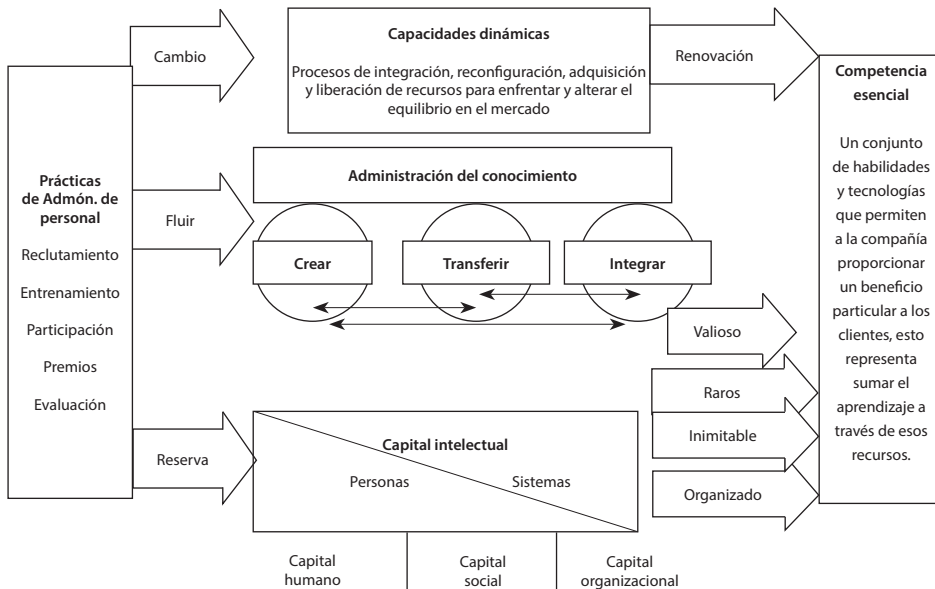 Prácticas
de Admón. de
personal
Reclutamiento
Entrenamiento
Participación
Premios
Evaluación
Cambio
Capacidades dinámicas
Procesos de integración, reconfiguración, adquisición
y liberación de recursos para enfrentar y alterar el
equilibrio en el mercado
Renovación
Fluir
Administración del conocimiento
Crear
Transferir
Integrar
Valioso
Raros
Inimitable
Organizado
Reserva
Capital intelectual
Personas
Sistemas
Capital
humano
Capital
social
Capital
organizacional
Competencia
esencial
Un conjunto
de habilidades
y tecnologías
que permiten
a la compañía
proporcionar
un beneficio
particular a los
clientes, esto
representa
sumar el
aprendizaje a
través de esos
recursos.